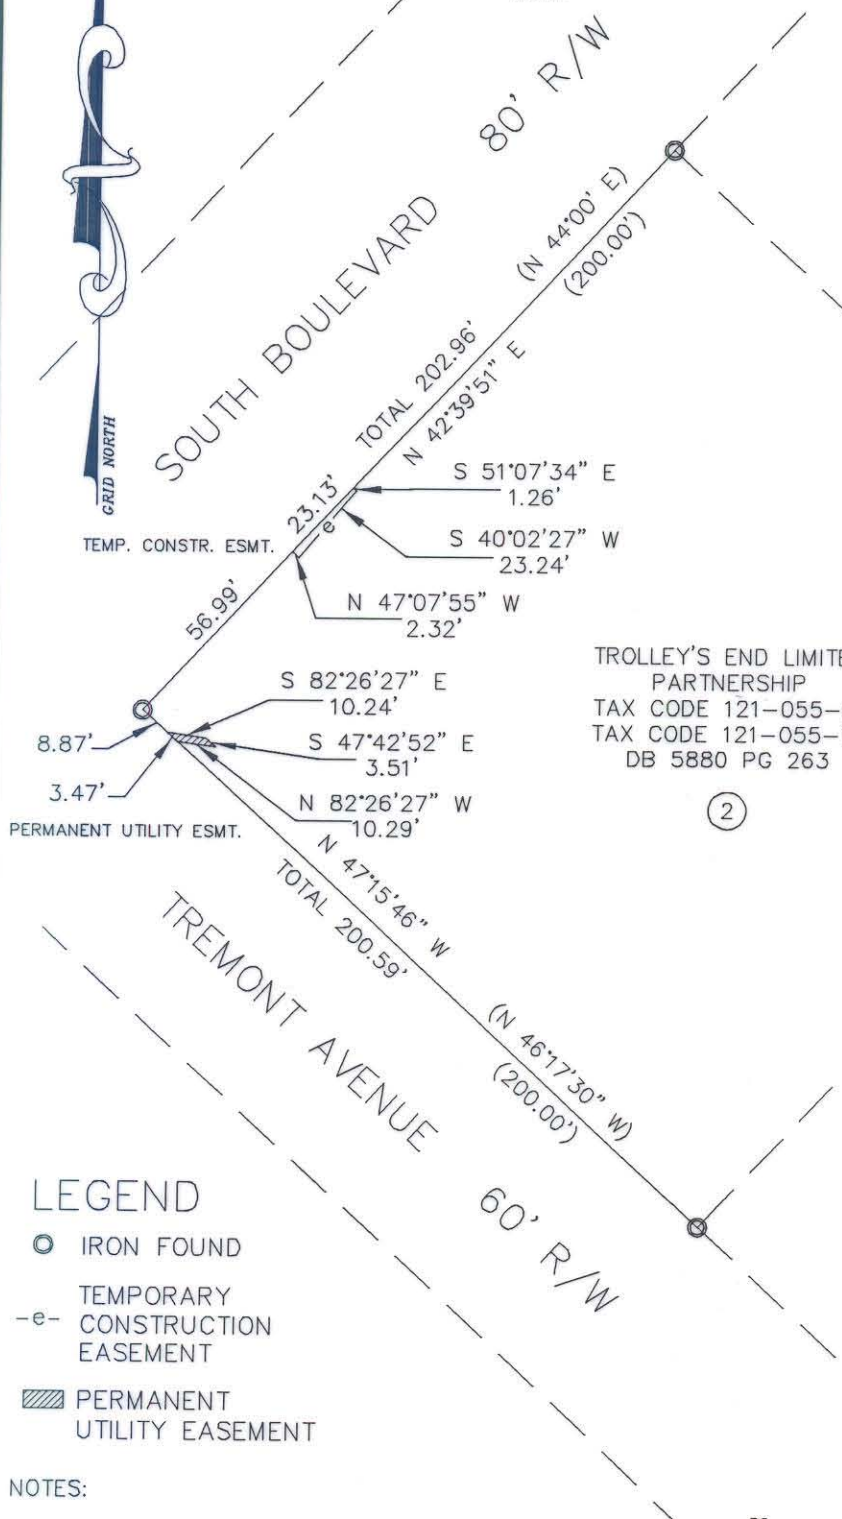 80' R/W
SOUTH BOULEVARD
(N 44°00' E)
(200.00')
TOTAL 202.96'
N 42°39'51" E
GRID NORTH
S 51°07'34" E
1.26'
23.13'
e
TEMP. CONSTR. ESMT.
S 40°02'27" W
23.24'
56.99'
N 47°07'55" W
2.32'
TROLLEY'S END LIMITE
PARTNERSHIP
TAX CODE 121-055-
TAX CODE 121-055-
DB 5880 PG 263
2
S 82°26'27" E
10.24'
8.87'
S 47°42'52" E
3.51'
3.47'
N 82°26'27" W
10.29'
PERMANENT UTILITY ESMT.
N 47°15'46" W
TOTAL 200.59'
TREMONT AVENUE
(N 46°17'30" W)
(200.00')
60' R/W
LEGEND
IRON FOUND
-e-
TEMPORARY
CONSTRUCTION
EASEMENT
PERMANENT
UTILITY EASEMENT
NOTES: